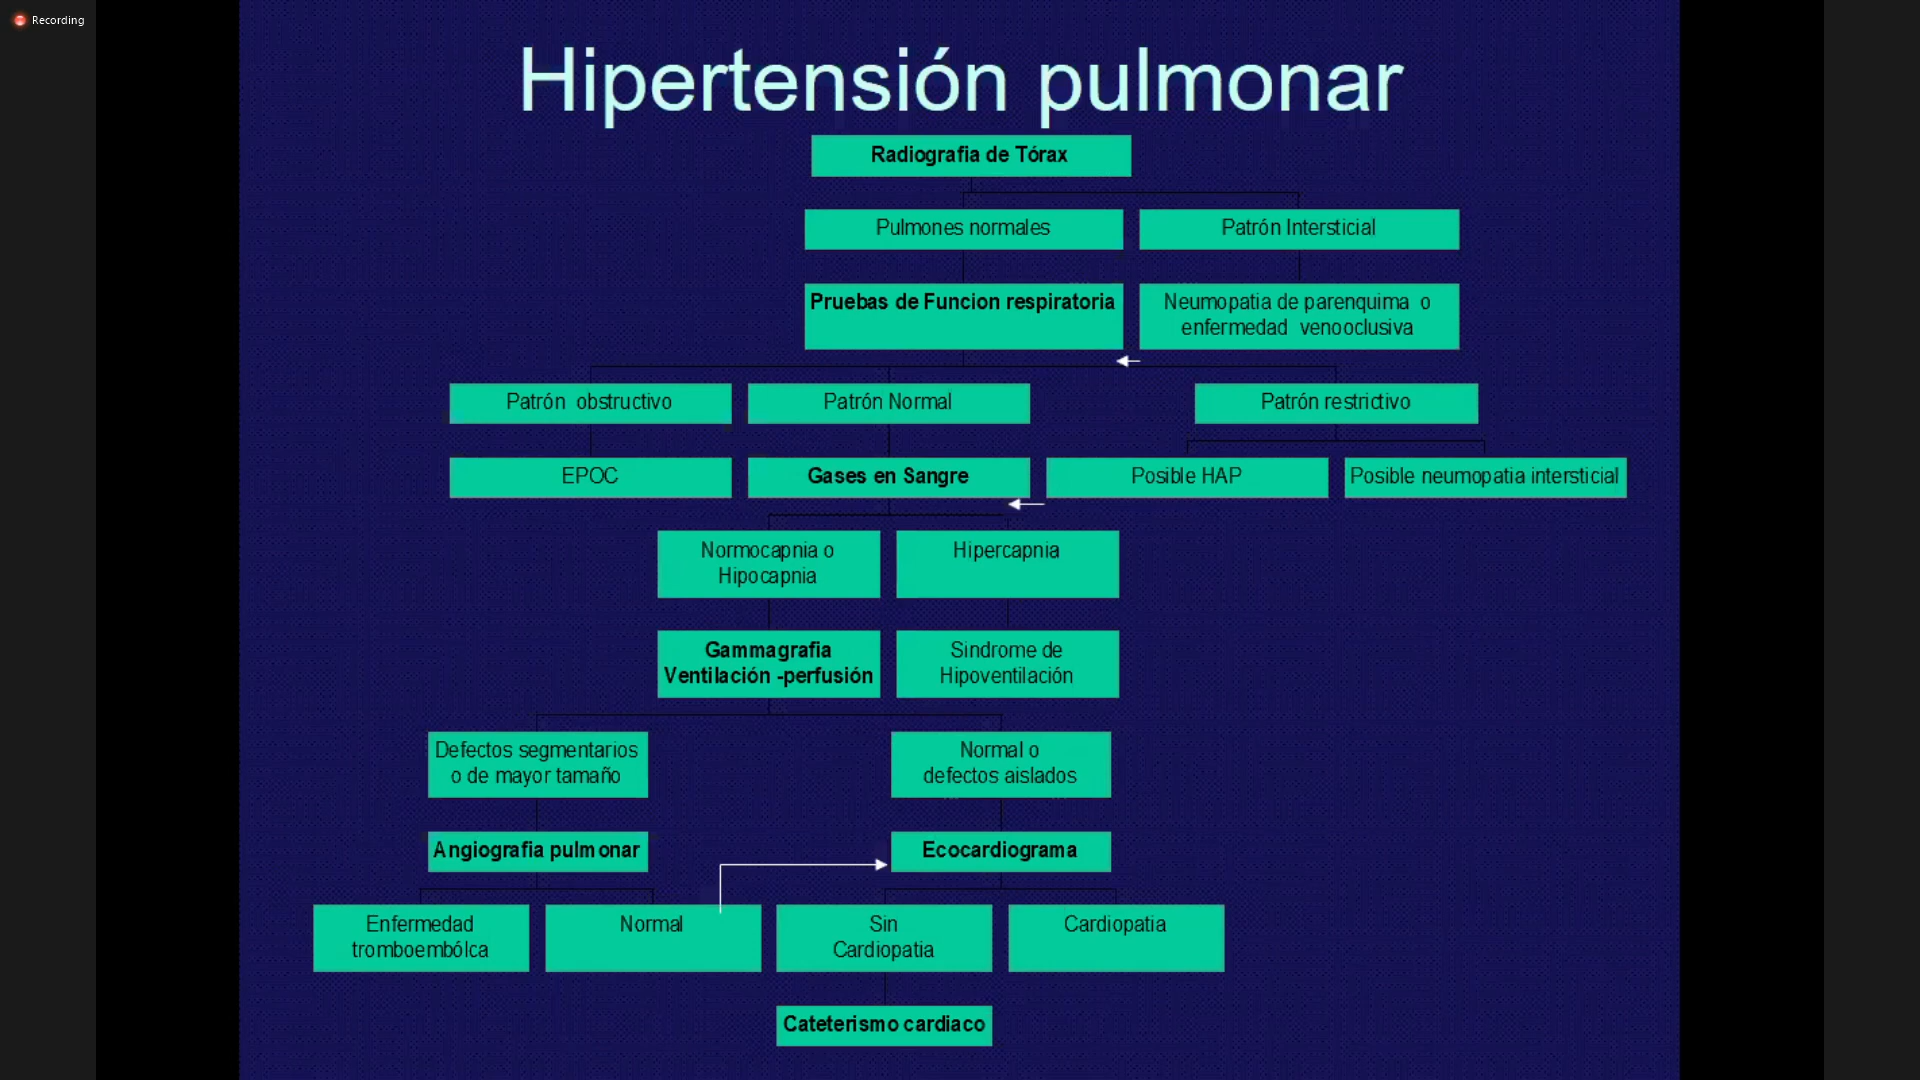 Recording
Hipertensión pulmonar
Radiografia de Tórax
Pulmones normales
Patrón Intersticial
Pruebas de Funcion respiratoria
Neumopatia de parenquima o
enfermedad venooclusiva
Patrón obstructivo
Patrón Normal
Patrón restrictivo
EPOC
Gases en Sangre
Posible HAP
Posible neumopatia intersticial
Normocapnia o
Hipocapnia
Hipercapnia
Gammagrafia
Ventilación -perfusión
Sindrome de
Hipoventilación
Defectos segmentarios
o de mayor tamaño
Normal o
defectos aislados
Angiografia pulmonar
Ecocardiograma
Enfermedad
tromboembólca
Normal
Sin
Cardiopatia
Cardiopatia
Cateterismo cardiaco